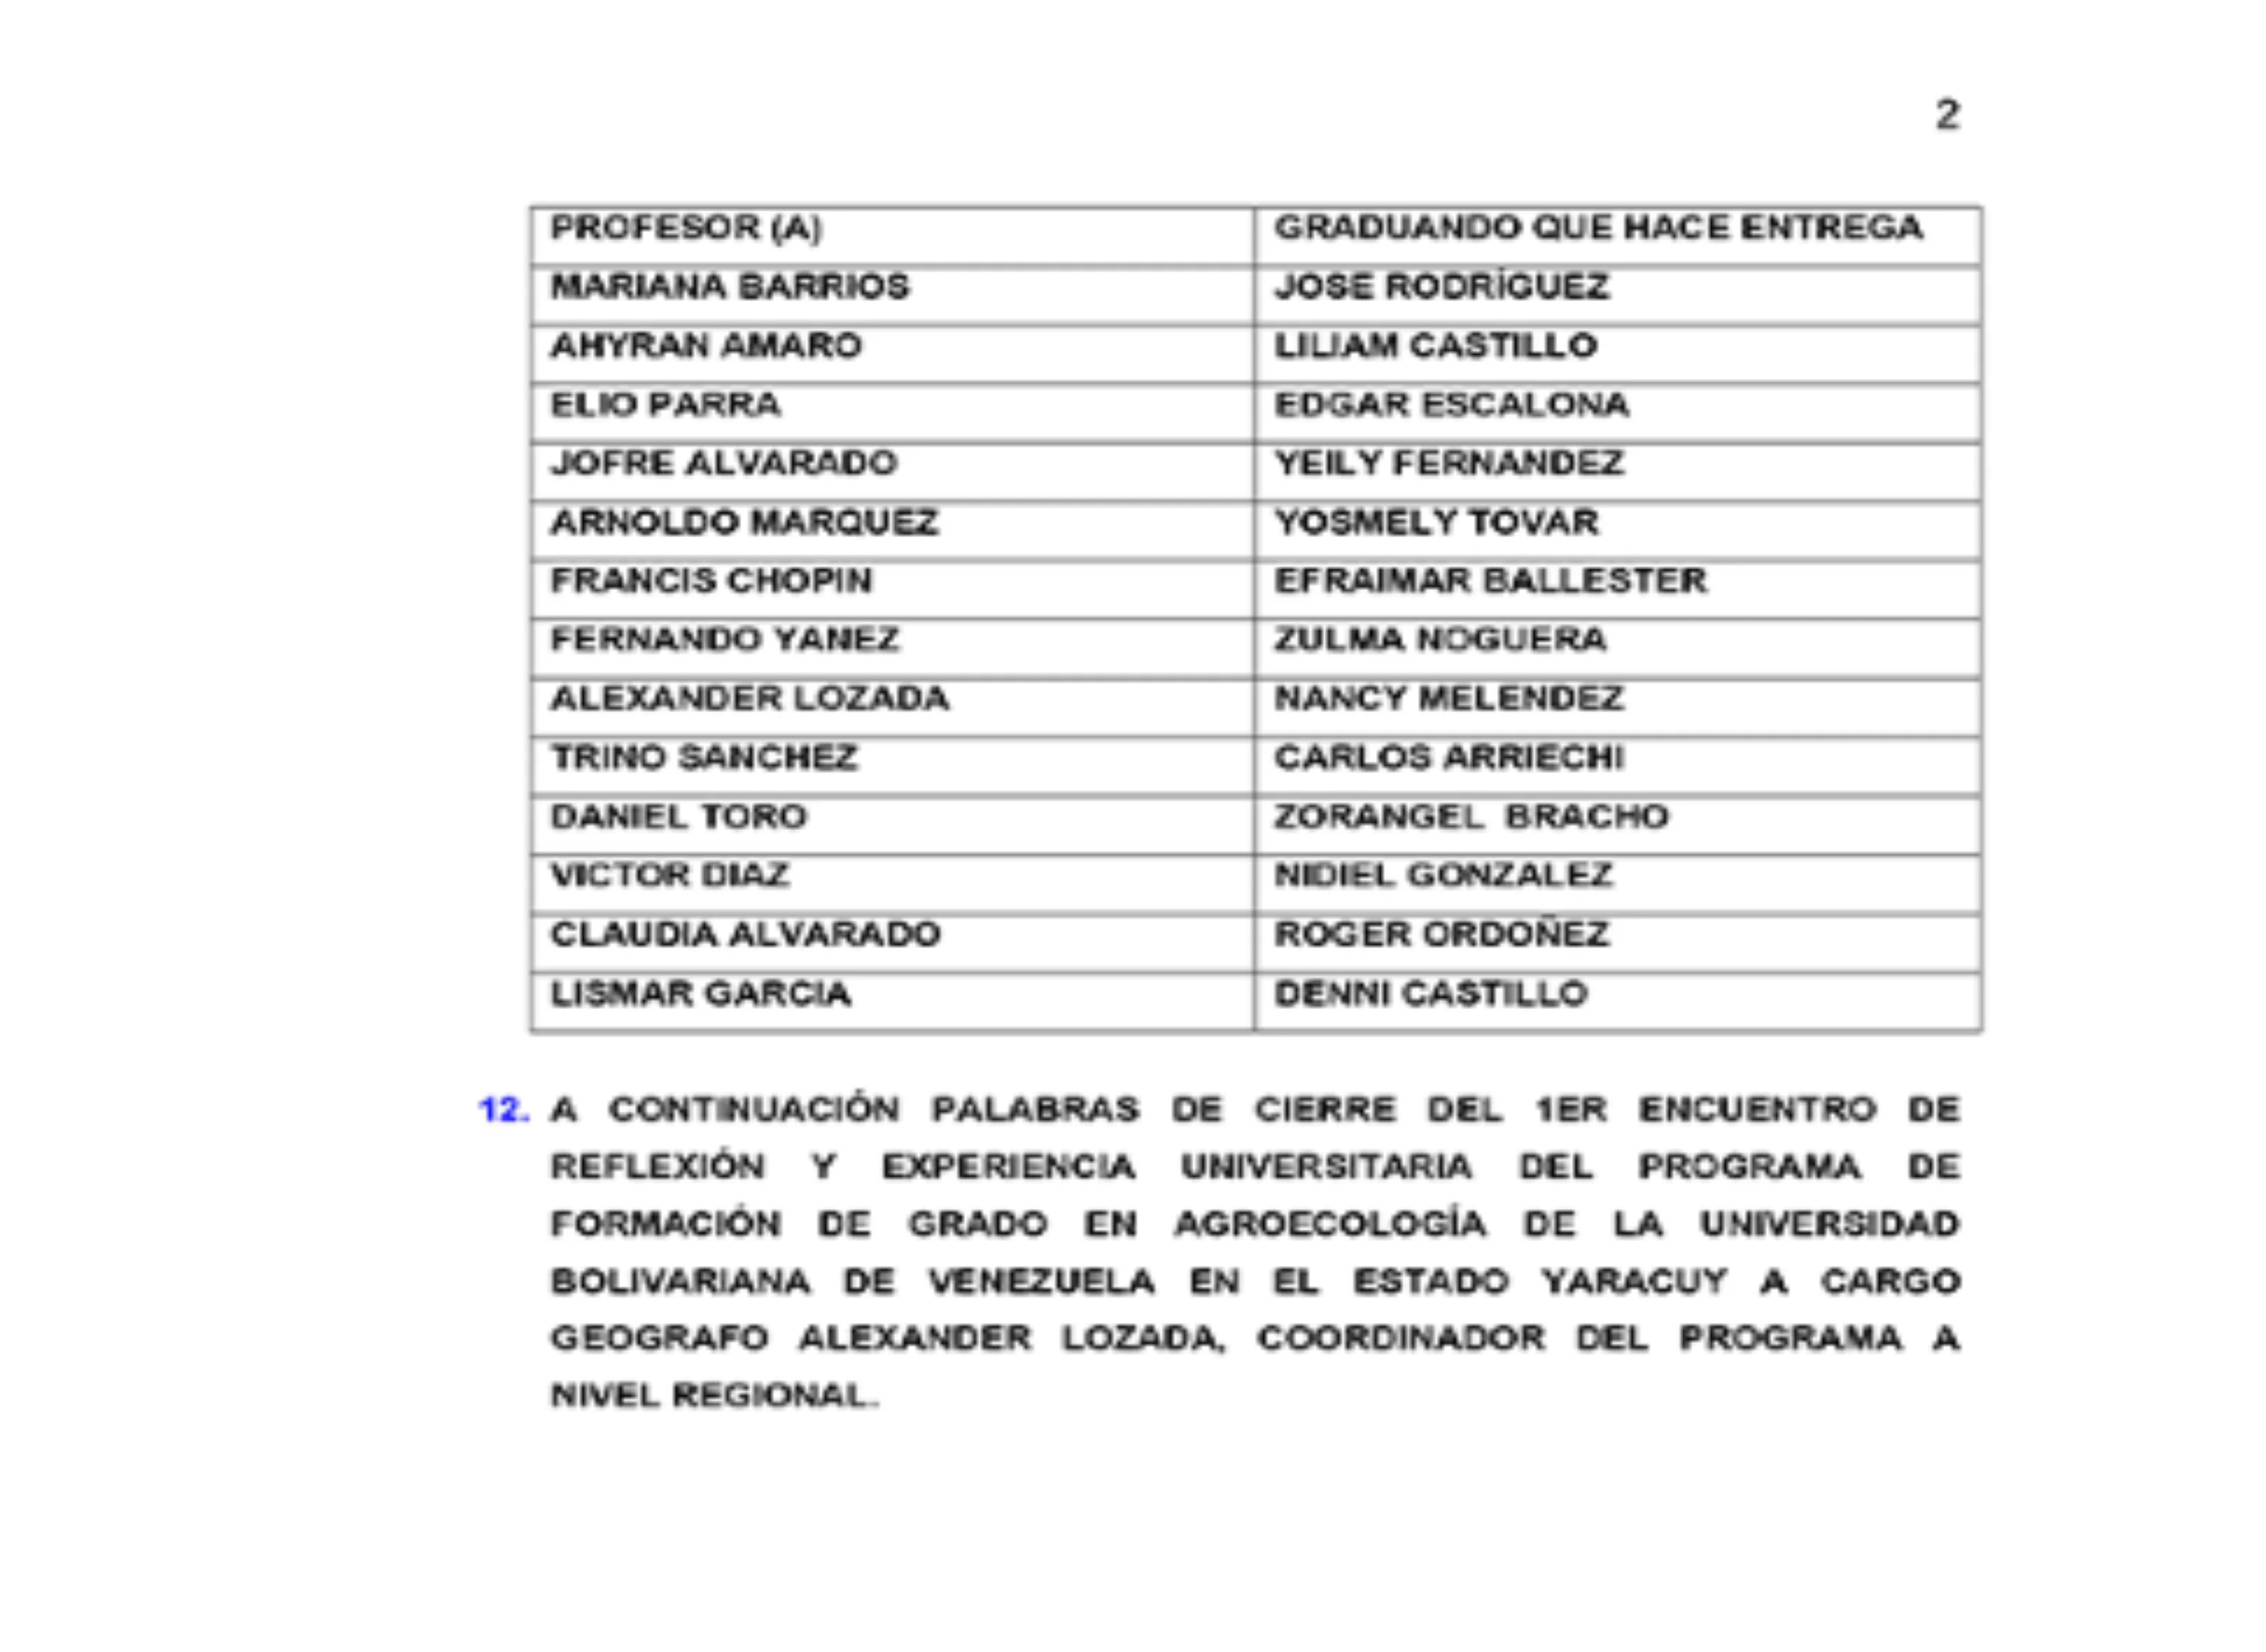 2
PROFESOR (A) GRADUANDO QUE HACE ENTREGA
MARIANA BARRIOS JOSE RODRÍGUEZ
AHYRAN AMARO LILIAM CASTILLO
ELIO PARRA EDGAR ESCALONA
JOFRE ALVARADO YEILY FERNANDEZ
ARNOLDO MARQUEZ YOSMELY TOVAR
FRANCIS CHOPIN EFRAIMAR BALLESTER
FERNANDO YANEZ ZULMA NOGUERA
ALEXANDER LOZADA NANCY MELENDEZ
TRINO SANCHEZ CARLOS ARRIECHI
DANIEL TORO ZORANGEL BRACHO
VICTOR DIAZ NIDIEL GONZALEZ
CLAUDIA ALVARADO ROGER ORDOÑEZ
LISMAR GARCIA DENNI CASTILLO
12. A CONTINUACIÓN PALABRAS DE CIERRE DEL 1ER ENCUENTRO DE
REFLEXIÓN Y EXPERIENCIA UNIVERSITARIA DEL PROGRAMA DE
FORMACIÓN DE GRADO EN AGROECOLOGÍA DE LA UNIVERSIDAD
BOLIVARIANA DE VENEZUELA EN EL ESTADO YARACUY A CARGO
GEOGRAFO ALEXANDER LOZADA, COORDINADOR DEL PROGRAMA A
NIVEL REGIONAL.